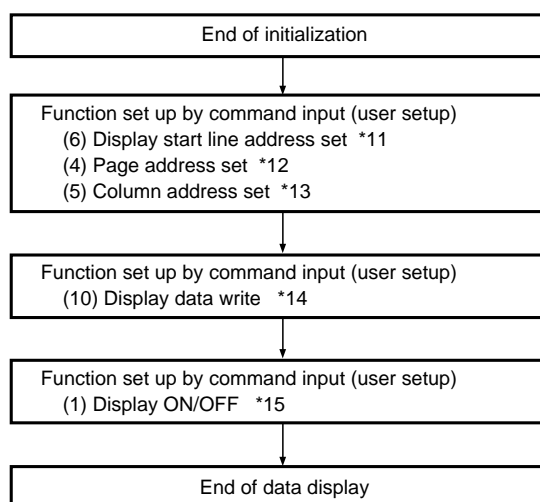 End of initialization
Function set up by command input (user setup)
(6) Display start line address set *11
(4) Page address set *12
(5) Column address set *13
Function set up by command input (user setup)
(10) Display data write *14
Function set up by command input (user setup)
(1) Display ON/OFF *15
End of data display